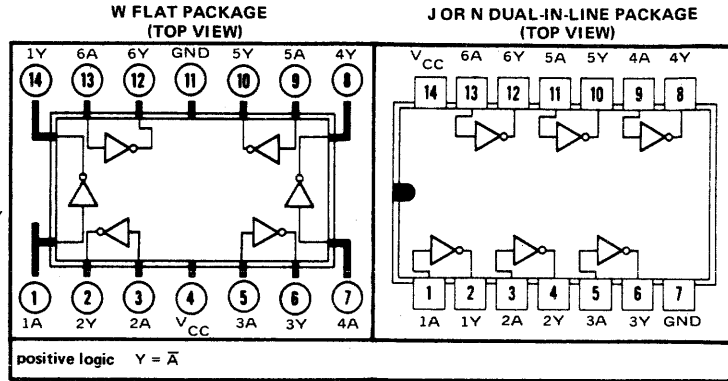 W FLAT PACKAGE
(TOP VIEW)
1Y 6A 6Y GND 5Y 5A 4Y
14 13 12 11 10 9 8
1 2 3 4 5 6 7
1A 2Y 2A VCC 3A 3Y 4A
J OR N DUAL-IN-LINE PACKAGE
(TOP VIEW)
VCC 6A 6Y 5A 5Y 4A 4Y
14 13 12 11 10 9 8
1 2 3 4 5 6 7
1A 1Y 2A 2Y 3A 3Y GND
positive logic Y = A̅